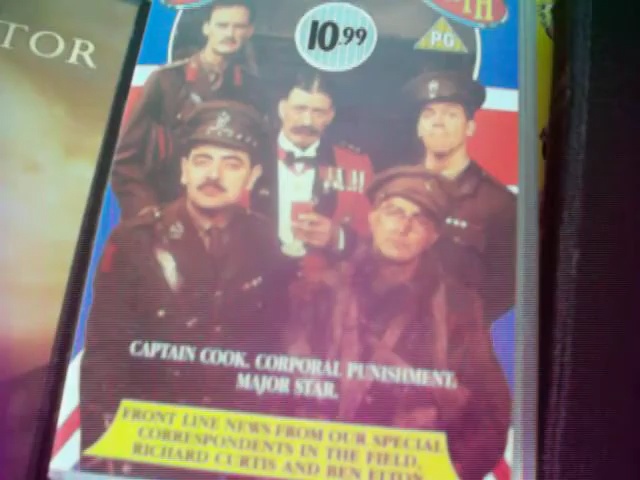 TOR
TH
10.99
PG
CAPTAIN COOK. CORPORAL PUNISHMENT.
MAJOR STAR.
FRONT LINE NEWS FROM OUR SPECIAL
CORRESPONDENTS IN THE FIELD,
RICHARD CURTIS AND BEN ELTON